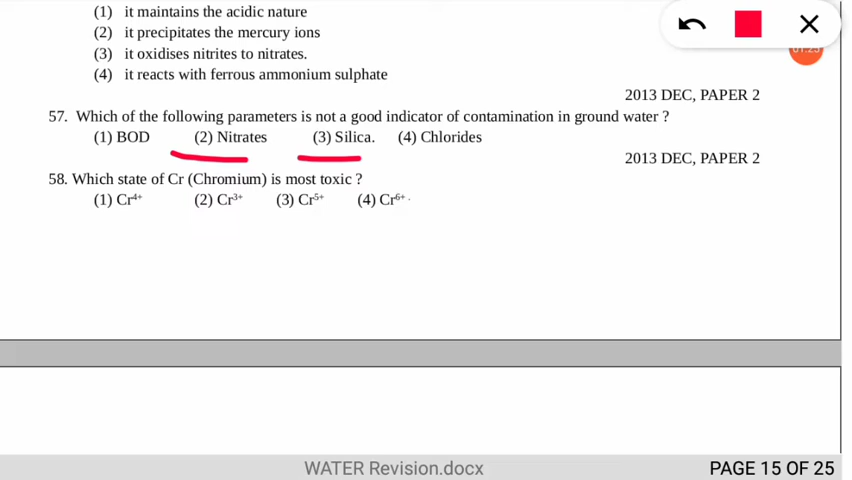 (1) it maintains the acidic nature
(2) it precipitates the mercury ions
(3) it oxidises nitrites to nitrates.
(4) it reacts with ferrous ammonium sulphate
2013 DEC, PAPER 2
57. Which of the following parameters is not a good indicator of contamination in ground water ?
(1) BOD (2) Nitrates (3) Silica. (4) Chlorides
2013 DEC, PAPER 2
58. Which state of Cr (Chromium) is most toxic ?
(1) Cr⁴⁺ (2) Cr³⁺ (3) Cr⁵⁺ (4) Cr⁶⁺ .
WATER Revision.docx
PAGE 15 OF 25